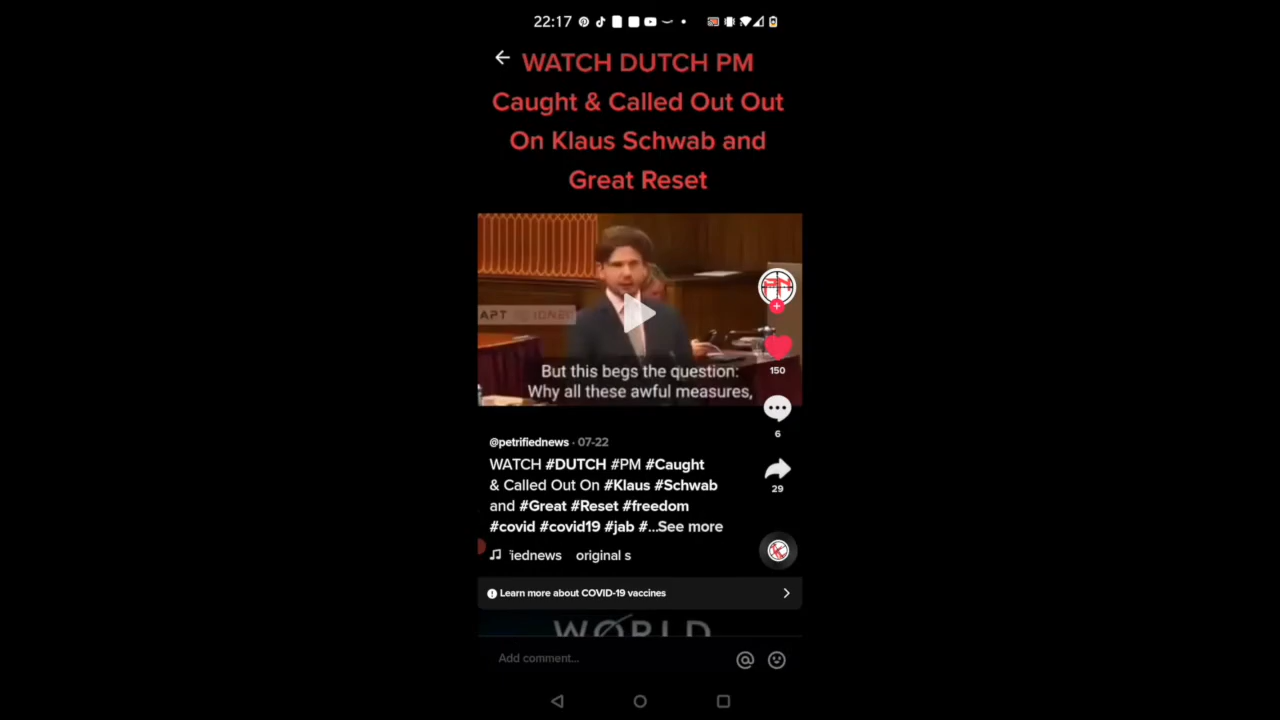 22:17
WATCH DUTCH PM
Caught & Called Out Out
On Klaus Schwab and
Great Reset
But this begs the question:
Why all these awful measures,
150
6
@petrifiednews · 07-22
29
WATCH #DUTCH #PM #Caught
& Called Out On #Klaus #Schwab
and #Great #Reset #freedom
#covid #covid19 #jab #...See more
iednews original s
Learn more about COVID-19 vaccines
WORLD
Add comment...